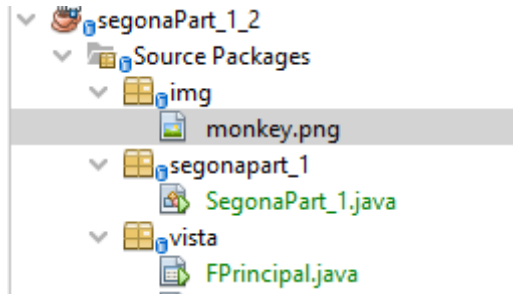 segonaPart_1_2
Source Packages
img
monkey.png
segonapart_1
SegonaPart_1.java
vista
FPrincipal.java